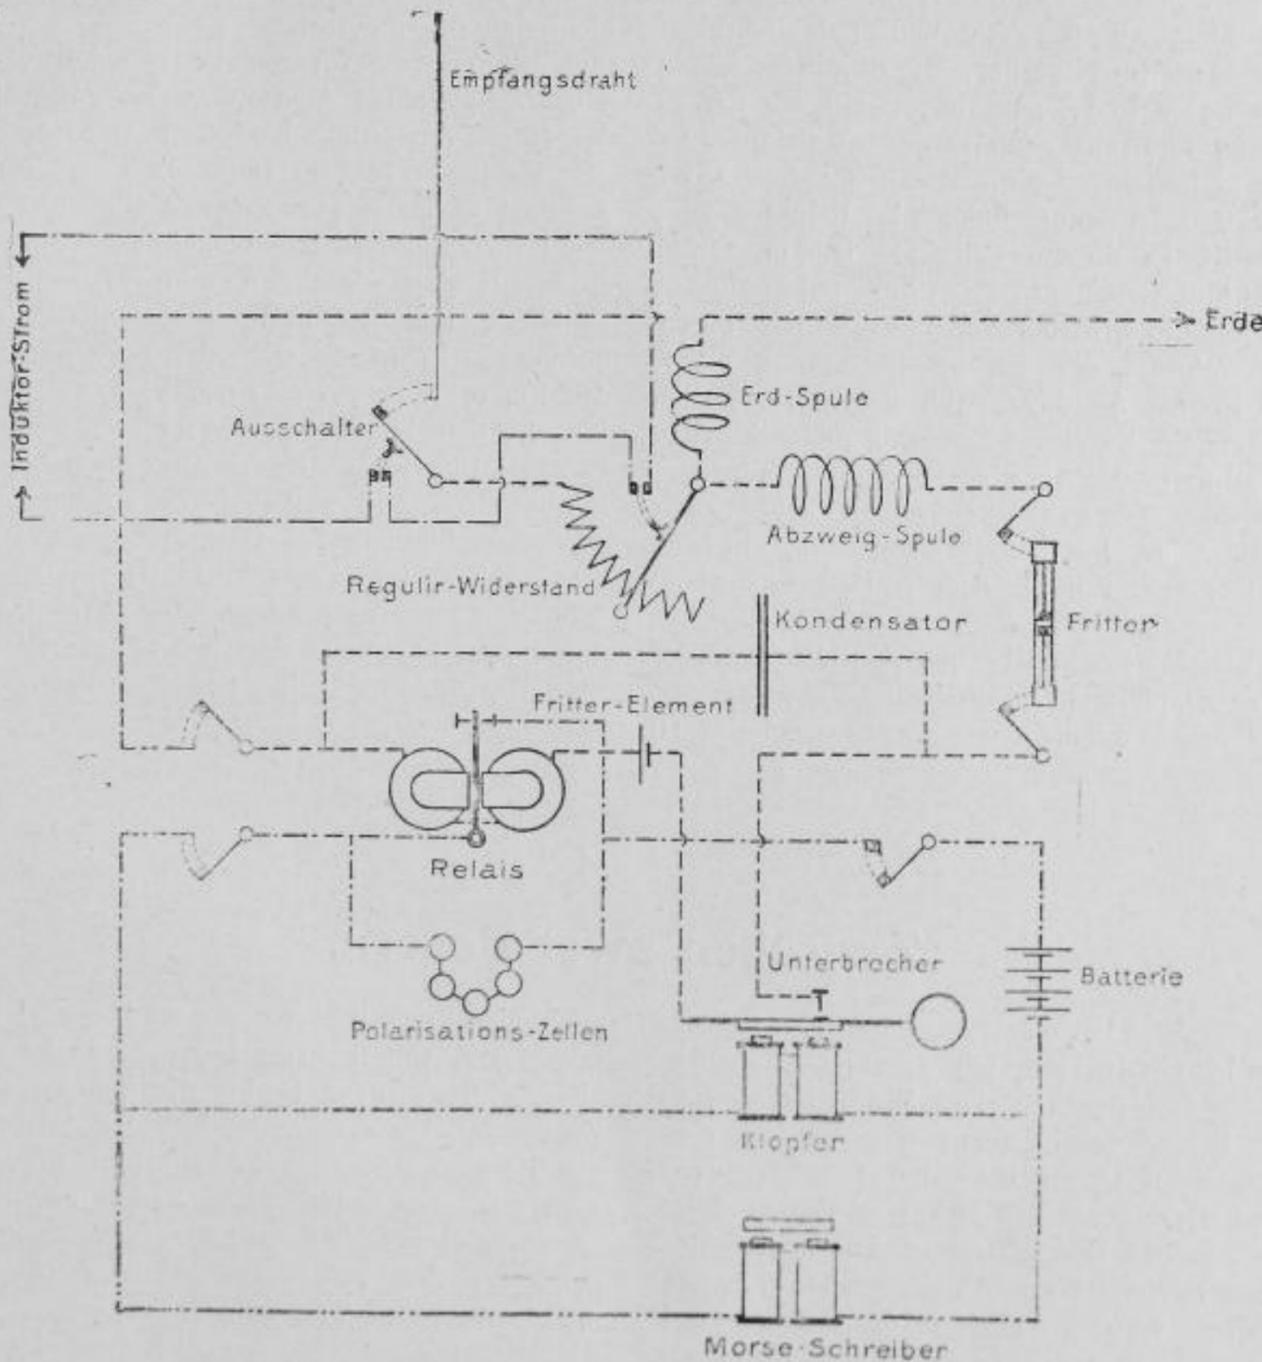 Empfangsdraht
Induktor-Strom
Erde
Erd-Spule
Ausschalter
Abzweig-Spule
Regulir-Widerstand
Kondensator
Fritter
Fritter-Element
Relais
Unterbrecher
Batterie
Polarisations-Zellen
Klopfer
Morse-Schreiber